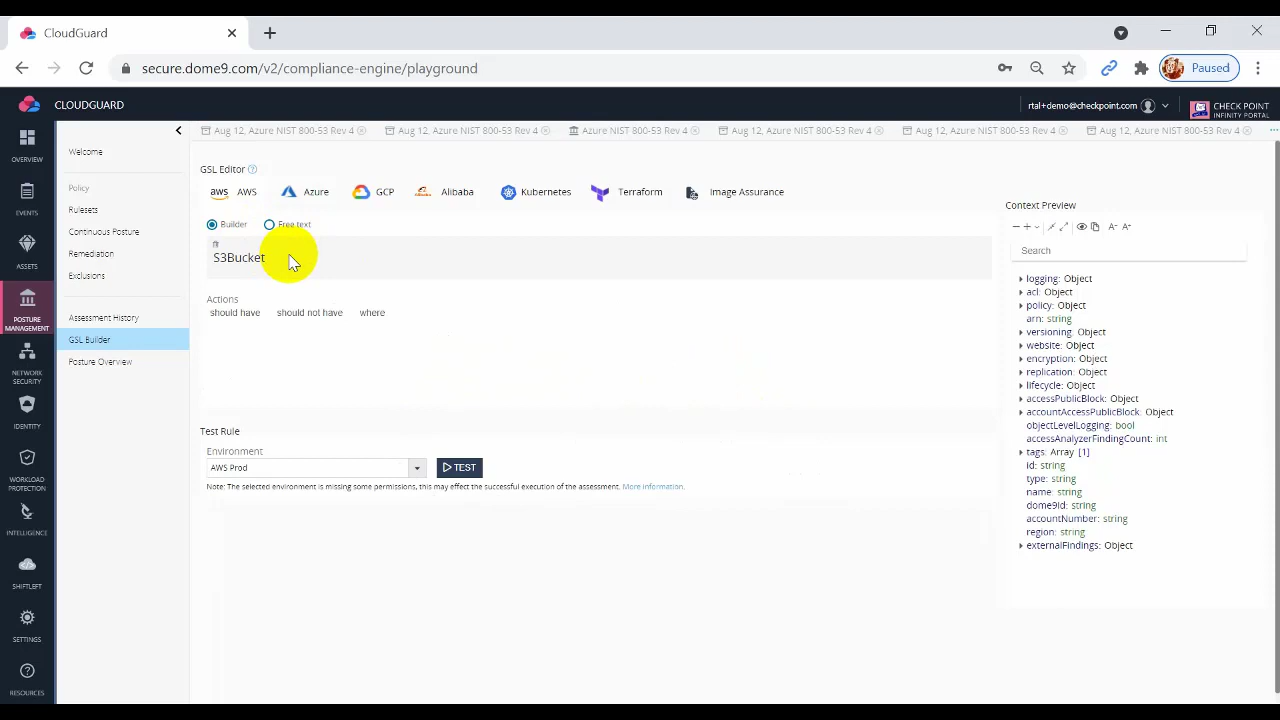 CloudGuard
secure.dome9.com/v2/compliance-engine/playground
Paused
CLOUDGUARD
rtal+demo@checkpoint.com
CHECK POINT
INFINITY PORTAL
Aug 12, Azure NIST 800-53 Rev 4
Aug 12, Azure NIST 800-53 Rev 4
Azure NIST 800-53 Rev 4
Aug 12, Azure NIST 800-53 Rev 4
Aug 12, Azure NIST 800-53 Rev 4
Aug 12, Azure NIST 800-53 Rev 4
OVERVIEW
EVENTS
ASSETS
POSTURE
MANAGEMENT
NETWORK
SECURITY
IDENTITY
WORKLOAD
PROTECTION
INTELLIGENCE
SHIFTLEFT
SETTINGS
RESOURCES
Welcome
Policy
Rulesets
Continuous Posture
Remediation
Exclusions
Assessment History
GSL Builder
Posture Overview
GSL Editor
aws AWS
Azure
GCP
Alibaba
Kubernetes
Terraform
Image Assurance
Builder
Free text
S3Bucket
Actions
should have should not have where
Test Rule
Environment
AWS Prod
TEST
Note: The selected environment is missing some permissions, this may effect the successful execution of the assessment. More information.
Context Preview
A- A+
Search
logging: Object
acl: Object
policy: Object
arn: string
versioning: Object
website: Object
encryption: Object
replication: Object
lifecycle: Object
accessPublicBlock: Object
accountAccessPublicBlock: Object
objectLevelLogging: bool
accessAnalyzerFindingCount: int
tags: Array [1]
id: string
type: string
name: string
dome9Id: string
accountNumber: string
region: string
externalFindings: Object